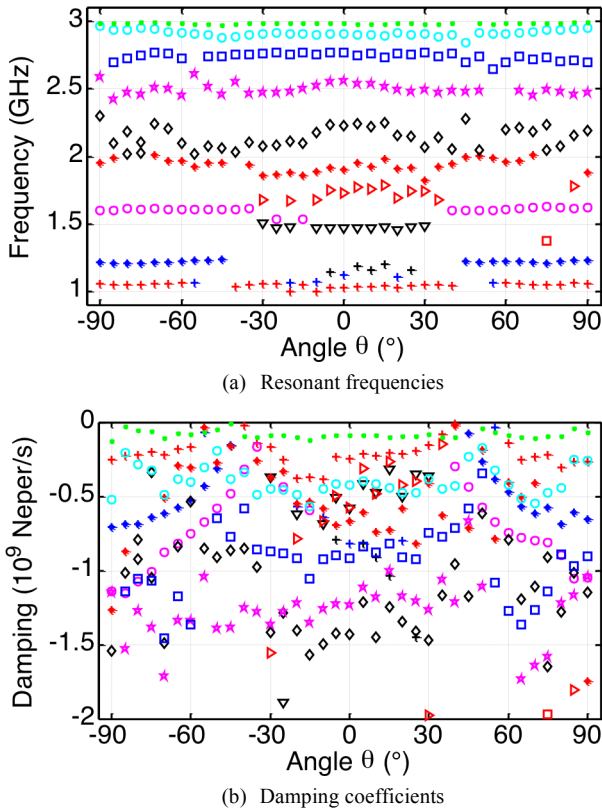 3
2.5
2
1.5
1
Frequency (GHz)
-90 -60 -30 0 30 60 90
Angle θ (°)
(a) Resonant frequencies
0
-0.5
-1
-1.5
-2
Damping (10⁹ Neper/s)
-90 -60 -30 0 30 60 90
Angle θ (°)
(b) Damping coefficients